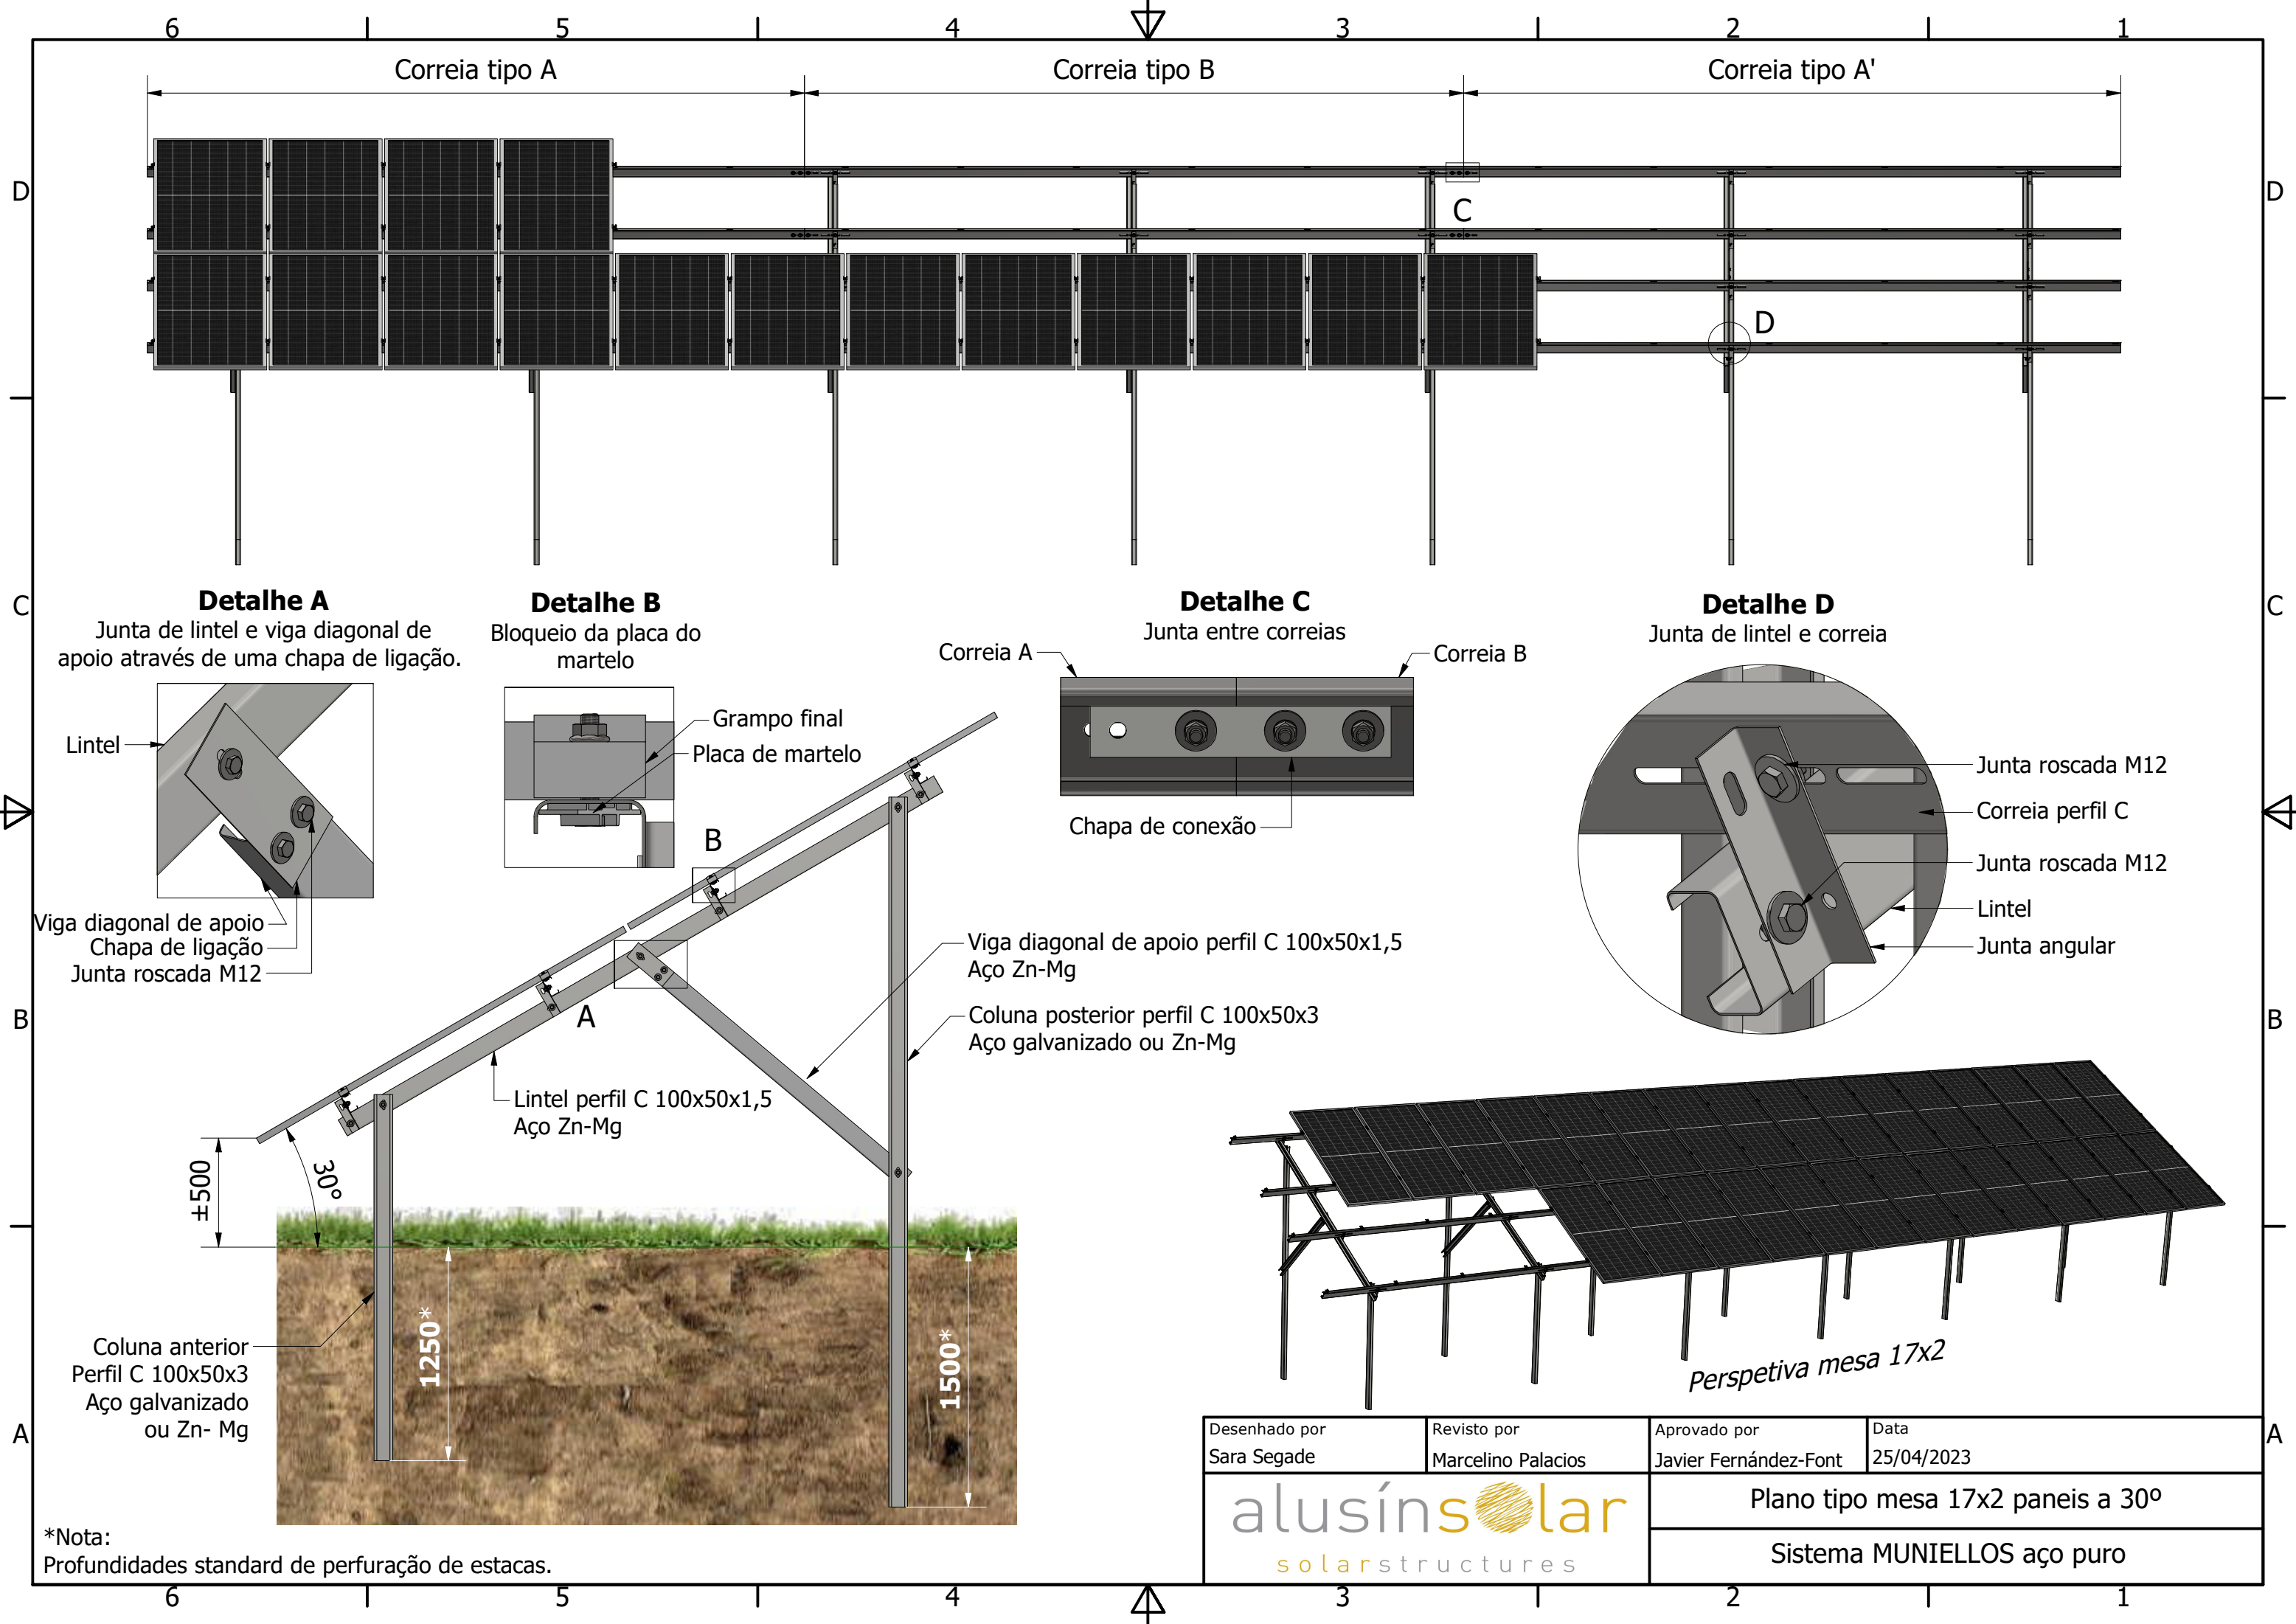 6 5 4 3 2 1
Correia tipo A
Correia tipo B
Correia tipo A'
D
D
C
D
C
C
Detalhe A
Junta de lintel e viga diagonal de
apoio através de uma chapa de ligação.
Lintel
Viga diagonal de apoio
Chapa de ligação
Junta roscada M12
Detalhe B
Bloqueio da placa do
martelo
Grampo final
Placa de martelo
Detalhe C
Junta entre correias
Correia A
Correia B
Chapa de conexão
Detalhe D
Junta de lintel e correia
Junta roscada M12
Correia perfil C
Junta roscada M12
Lintel
Junta angular
B
A
B
B
Viga diagonal de apoio perfil C 100x50x1,5
Aço Zn-Mg
Coluna posterior perfil C 100x50x3
Aço galvanizado ou Zn-Mg
Lintel perfil C 100x50x1,5
Aço Zn-Mg
±500
30°
1250*
1500*
Coluna anterior
Perfil C 100x50x3
Aço galvanizado
ou Zn- Mg
Perspetiva mesa 17x2
A
A
*Nota:
Profundidades standard de perfuração de estacas.
Desenhado por
Sara Segade
Revisto por
Marcelino Palacios
Aprovado por
Javier Fernández-Font
Data
25/04/2023
alusínsolar
solarstructures
Plano tipo mesa 17x2 paneis a 30º
Sistema MUNIELLOS aço puro
6 5 4 3 2 1